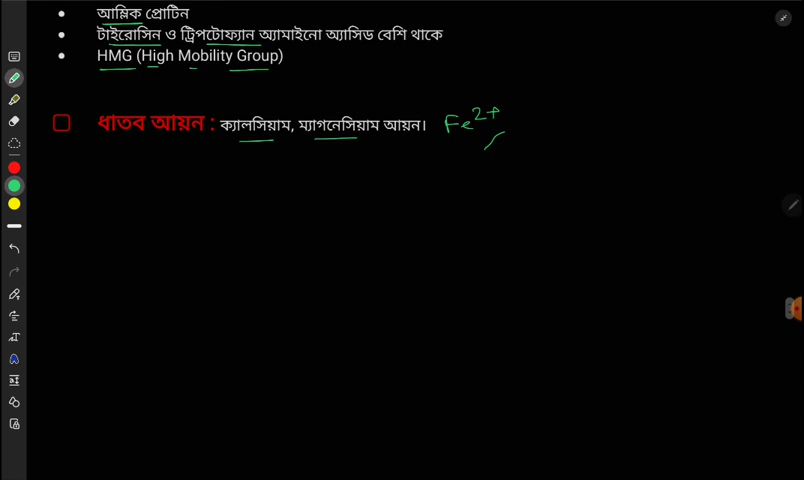 আম্লিক প্রোটিন
টাইরোসিন ও ট্রিপটোফ্যান অ্যামাইনো অ্যাসিড বেশি থাকে
HMG (High Mobility Group)
ধাতব আয়ন : ক্যালসিয়াম, ম্যাগনেসিয়াম আয়ন। Fe2+